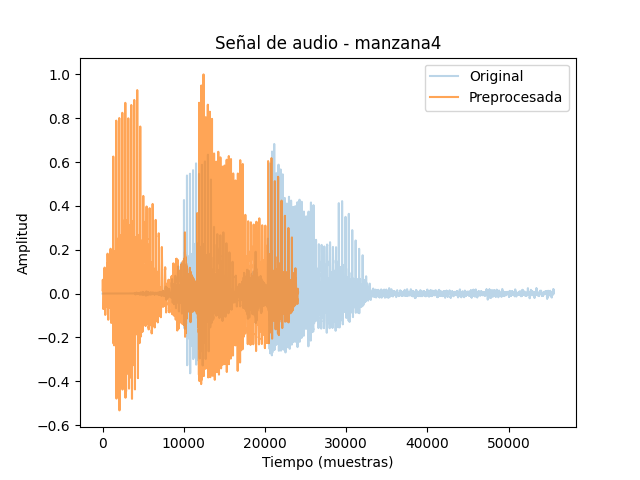 Señal de audio - manzana4
Original
Preprocesada
1.0
0.8
0.6
0.4
0.2
0.0
−0.2
−0.4
−0.6
Amplitud
0 10000 20000 30000 40000 50000
Tiempo (muestras)